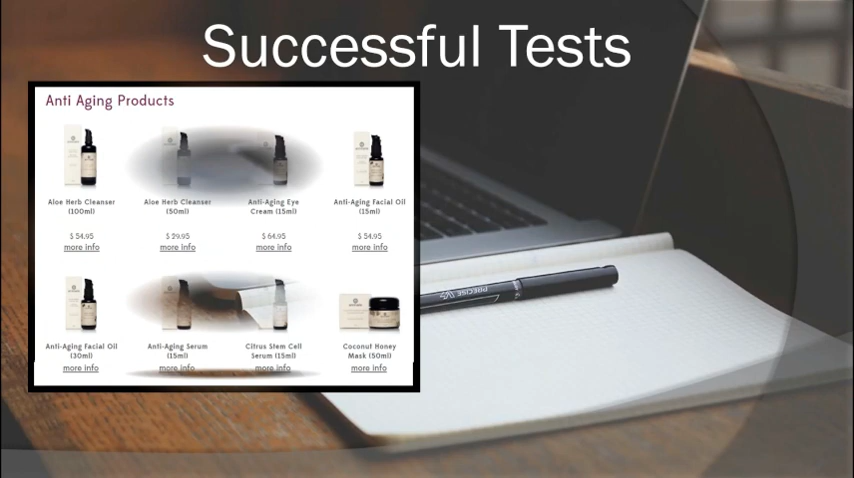 Successful Tests
Anti Aging Products
Aloe Herb Cleanser
(100ml)
$ 54.95
more info
Aloe Herb Cleanser
(50ml)
$ 29.95
more info
Anti-Aging Eye
Cream (15ml)
$ 64.95
more info
Anti-Aging Facial Oil
(15ml)
$ 54.95
more info
Anti-Aging Facial Oil
(30ml)
more info
Anti-Aging Serum
(15ml)
more info
Citrus Stem Cell
Serum (15ml)
more info
Coconut Honey
Mask (50ml)
more info
PRECISE V5